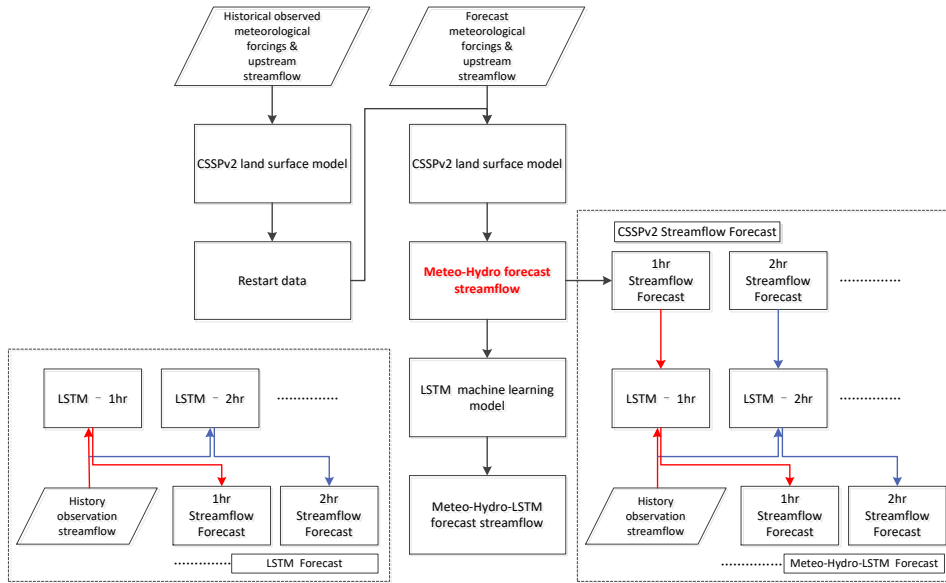 Historical observed
meteorological
forcings &
upstream
streamflow
Forecast
meteorological
forcings &
upstream
streamflow
CSSPv2 land surface model
CSSPv2 land surface model
Restart data
Meteo-Hydro forecast
streamflow
LSTM machine learning
model
Meteo-Hydro-LSTM
forecast streamflow
LSTM - 1hr
LSTM - 2hr
History
observation
streamflow
1hr
Streamflow
Forecast
2hr
Streamflow
Forecast
LSTM Forecast
CSSPv2 Streamflow Forecast
1hr
Streamflow
Forecast
2hr
Streamflow
Forecast
LSTM - 1hr
LSTM - 2hr
History
observation
streamflow
1hr
Streamflow
Forecast
2hr
Streamflow
Forecast
Meteo-Hydro-LSTM Forecast